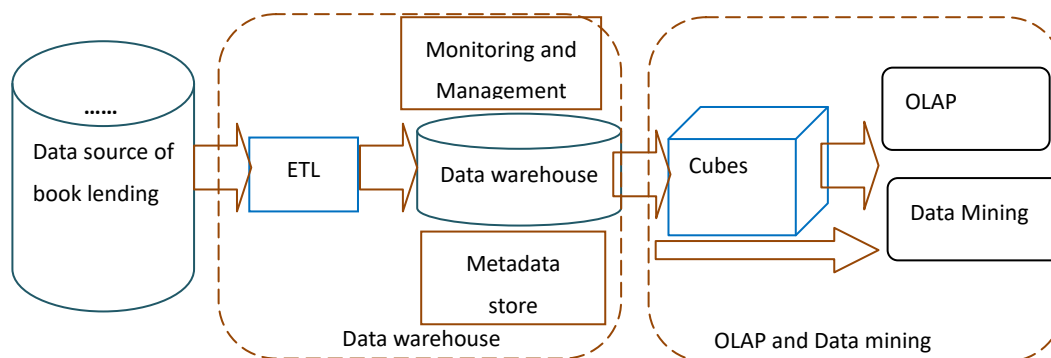 ……
Data source of
book lending
ETL
Monitoring and
Management
Data warehouse
Metadata
store
Data warehouse
Cubes
OLAP
Data Mining
OLAP and Data mining